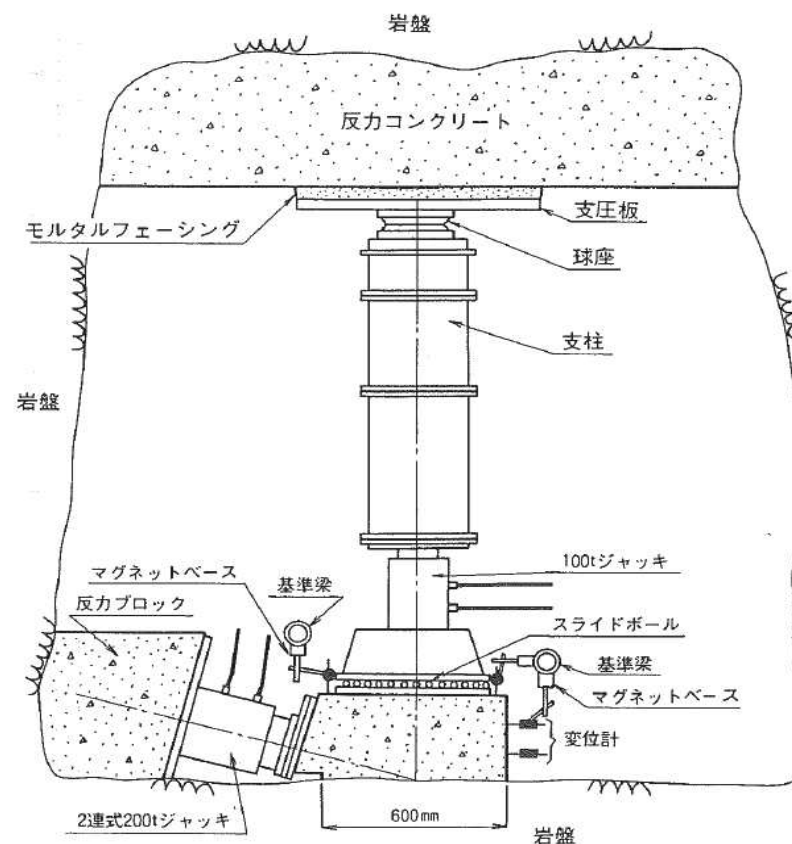 岩盤
反力コンクリート
モルタルフェーシング
支圧板
球座
支柱
岩盤
100tジャッキ
マグネットベース
基準梁
反力ブロック
スライドボール
基準梁
マグネットベース
変位計
2連式200tジャッキ
600mm
岩盤